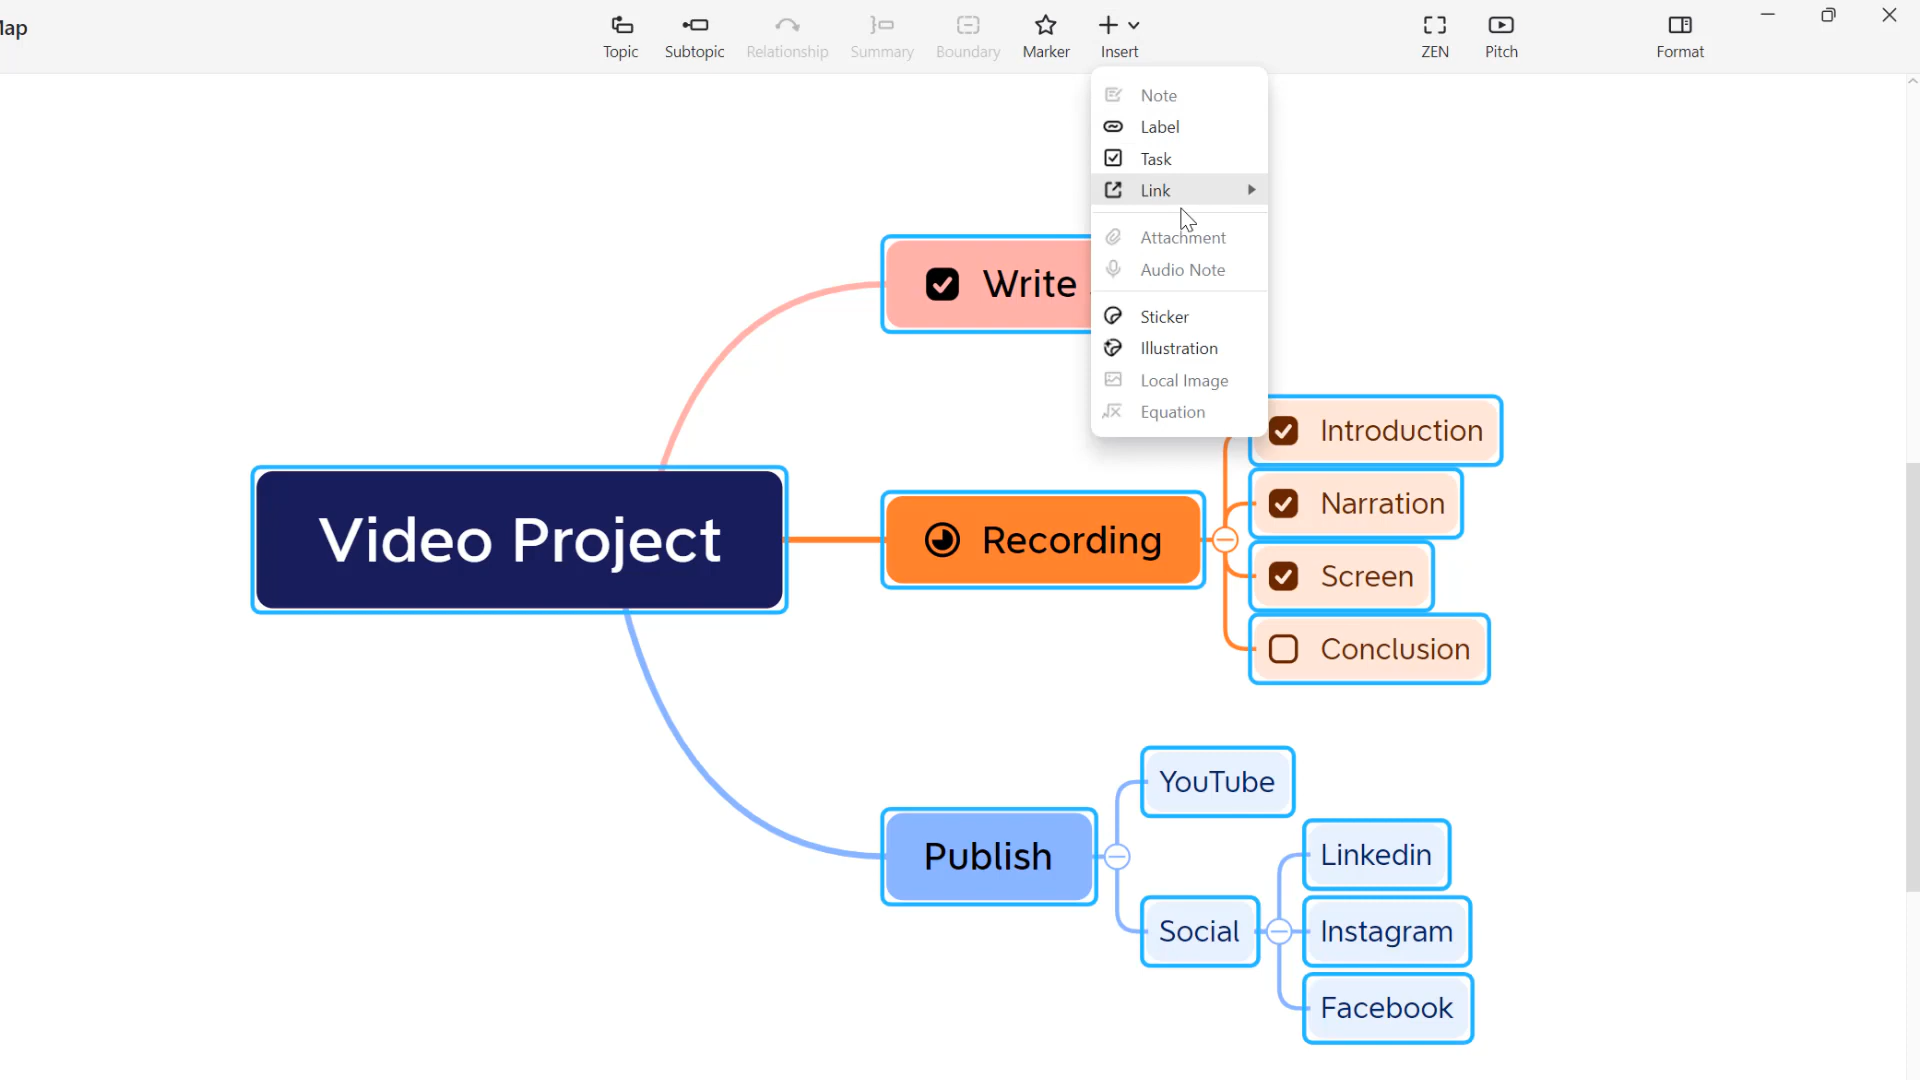 Map
Topic
Subtopic
Relationship
Summary
Boundary
Marker
Insert
ZEN
Pitch
Format
Note
Label
Task
Link
Attachment
Audio Note
Sticker
Illustration
Local Image
Equation
Write
Introduction
Narration
Video Project
Recording
Screen
Conclusion
YouTube
Publish
Linkedin
Social
Instagram
Facebook